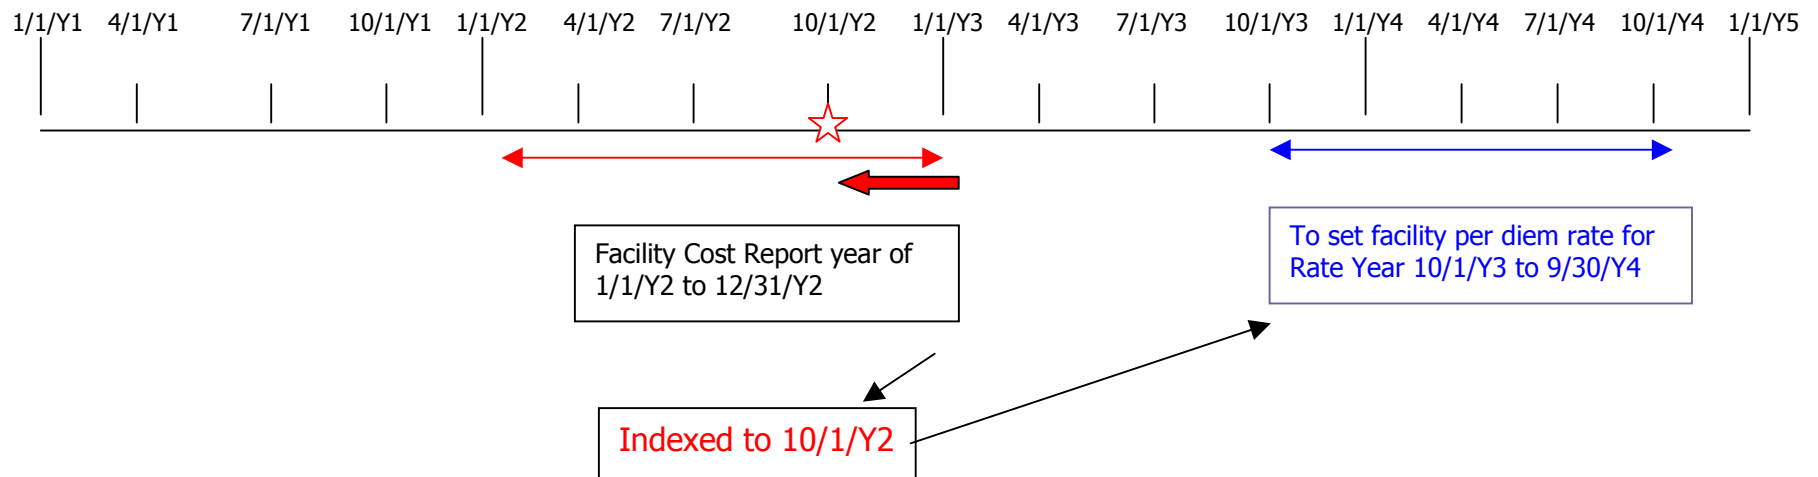 1/1/Y1 4/1/Y1 7/1/Y1 10/1/Y1 1/1/Y2 4/1/Y2 7/1/Y2 10/1/Y2 1/1/Y3 4/1/Y3 7/1/Y3 10/1/Y3 1/1/Y4 4/1/Y4 7/1/Y4 10/1/Y4 1/1/Y5
Facility Cost Report year of
1/1/Y2 to 12/31/Y2
To set facility per diem rate for
Rate Year 10/1/Y3 to 9/30/Y4
Indexed to 10/1/Y2